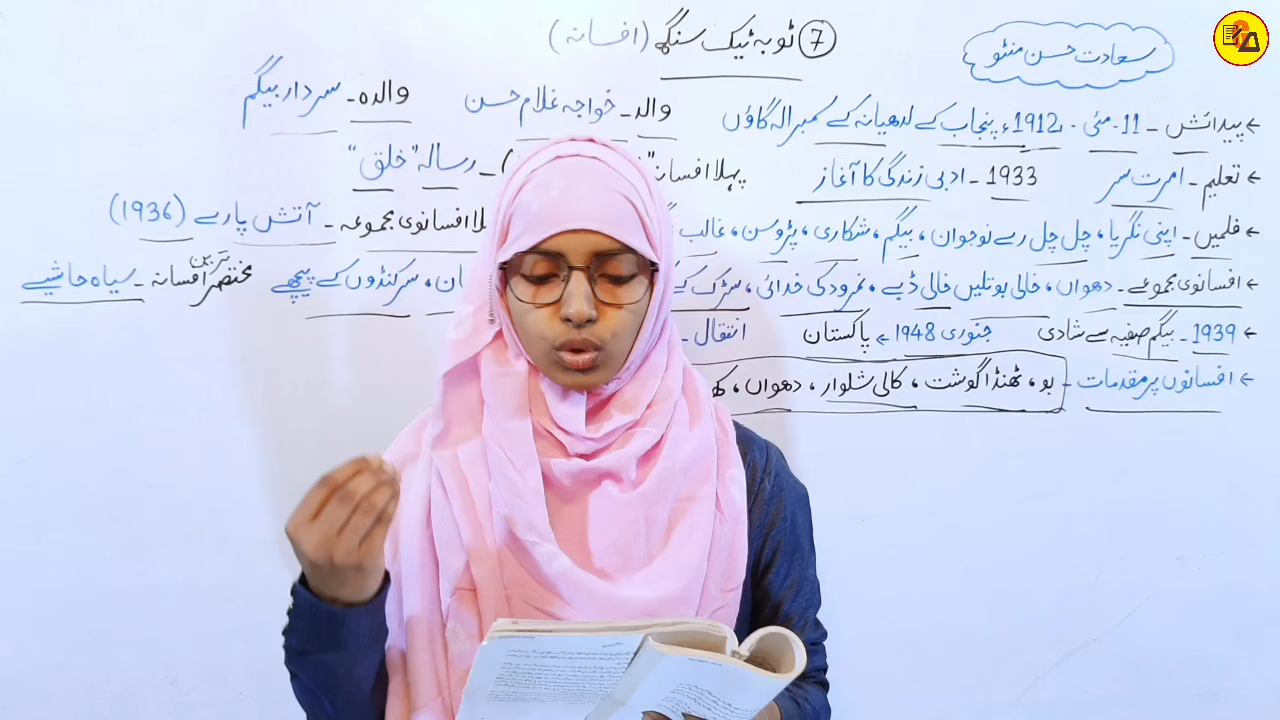 ⑦ ٹوبہ ٹیک سنگھ (افسانہ)
سعادت حسن منٹو
← پیدائش ۔ 11۔ مئی ۔ 1912ء، پنجاب کے لدھیانہ کے کمبرالہ گاؤں والد۔ خواجہ غلام حسن والدہ۔ سردار بیگم
← تعلیم۔ امرت سر 1933 ۔ ادبی زندگی کا آغاز پہلا افسانہ" ) ۔ رسالہ "خلق"
← فلمیں۔ اپنی نگریا، چل چل رے نوجوان، بیگم، شکاری، پڑوسن، غالب افسانوی مجموعہ ۔ آتش پارے (1936)
← افسانوی مجموعے۔ دھواں، خالی بوتلیں خالی ڈبے، نمرود کی خدائی، سڑک کے سرکنڈوں کے پیچھے مختصر ترین افسانہ ۔ سیاہ حاشیے
← 1939۔ بیگم صفیہ سے شادی جنوری 1948 ← پاکستان انتقال ۔
← افسانوں پر مقدمات ۔ بو، ٹھنڈا گوشت، کالی شلوار، دھواں،